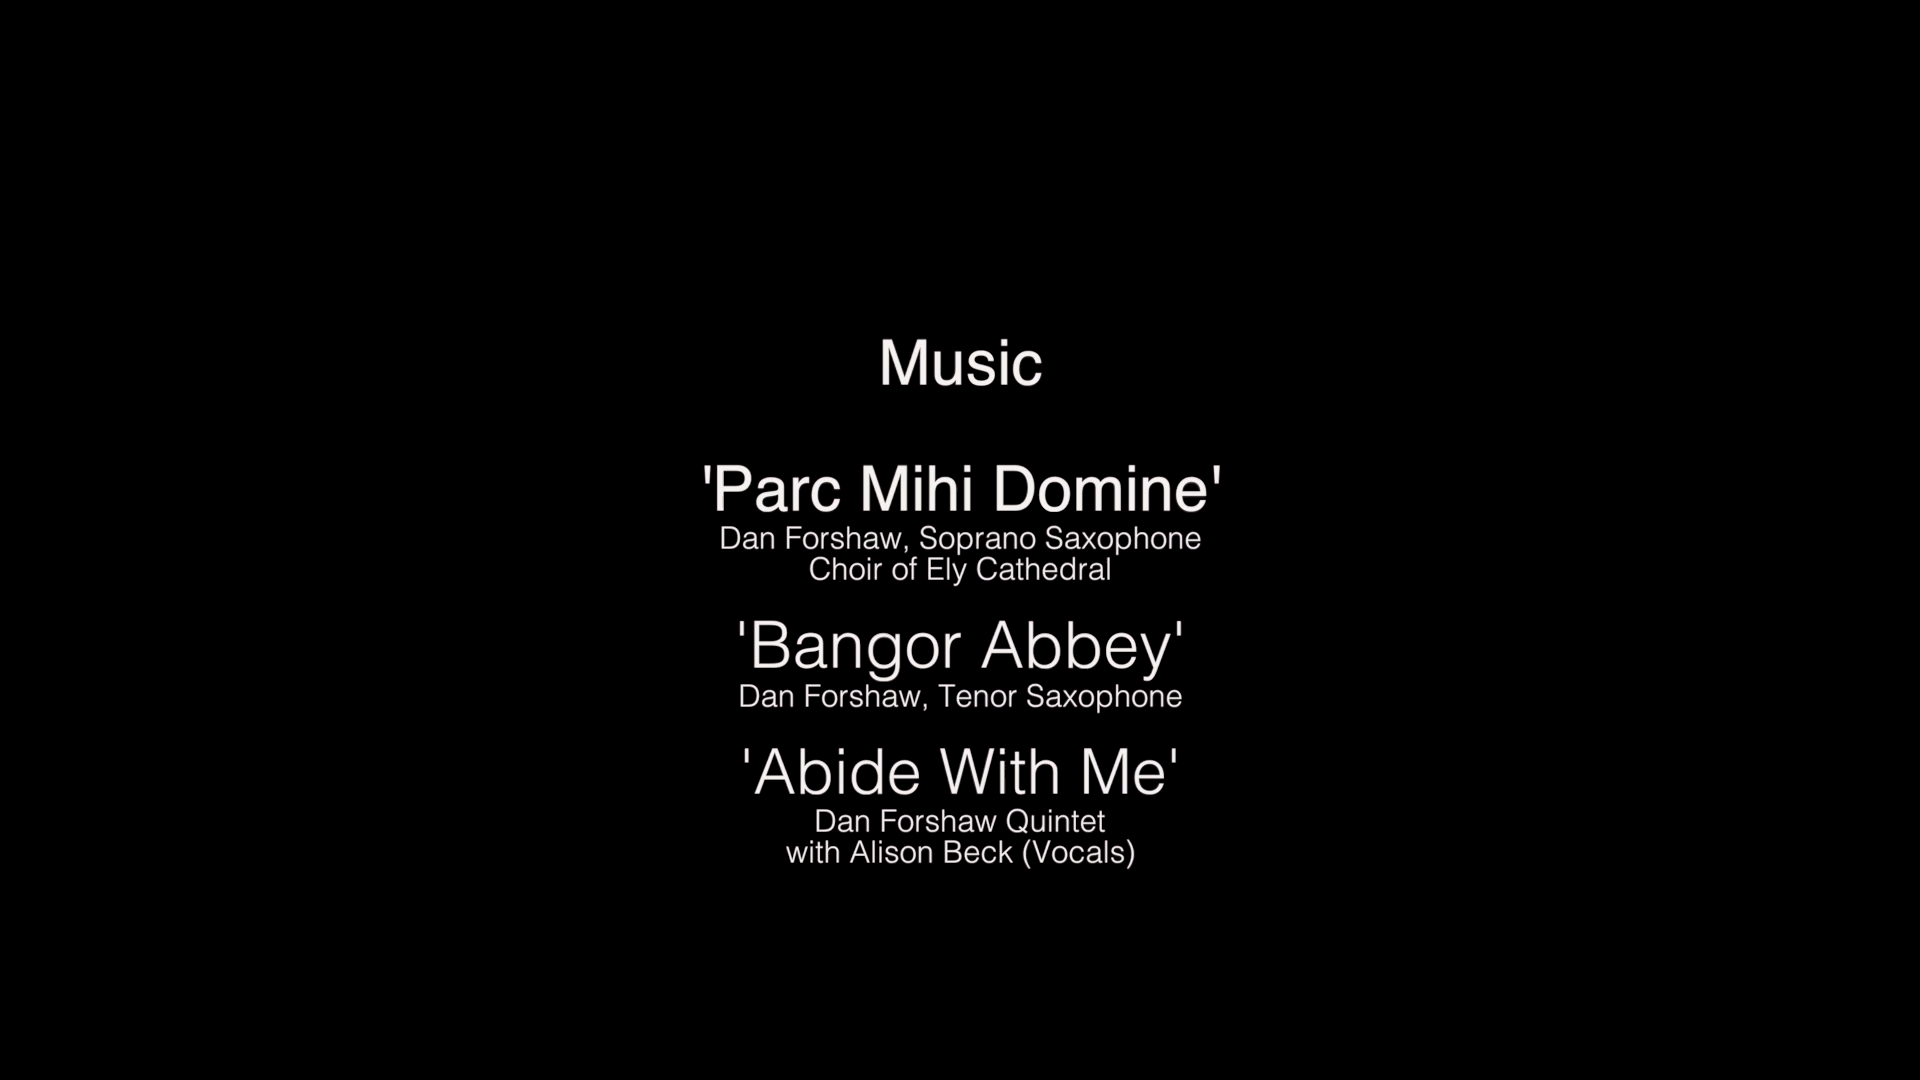 Music
'Parc Mihi Domine'
Dan Forshaw, Soprano Saxophone
Choir of Ely Cathedral
'Bangor Abbey'
Dan Forshaw, Tenor Saxophone
'Abide With Me'
Dan Forshaw Quintet
with Alison Beck (Vocals)